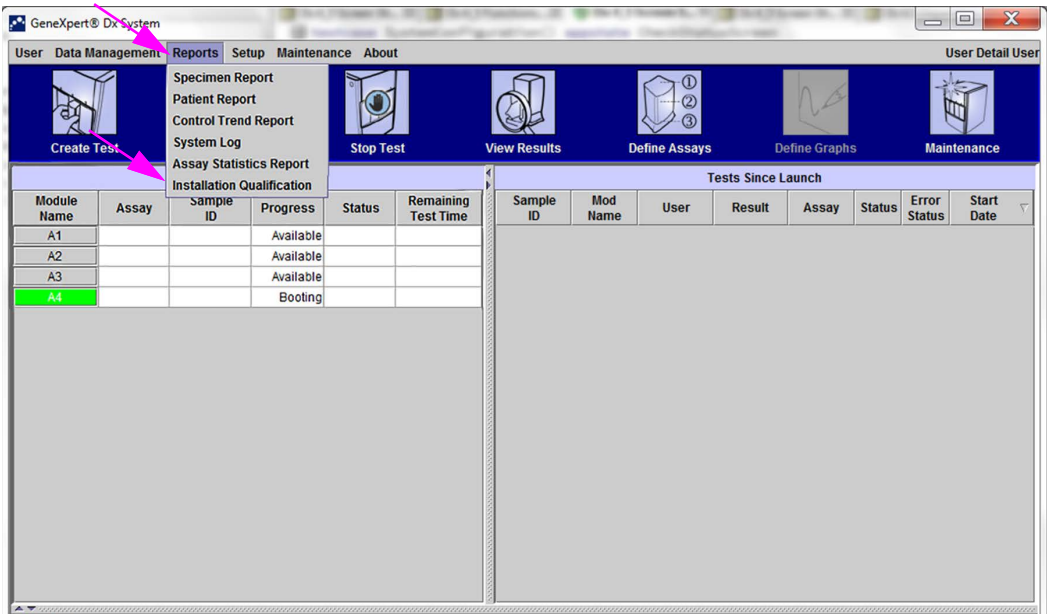 GeneXpert® Dx System
User Data Management Reports Setup Maintenance About User Detail User
Specimen Report
Patient Report
Control Trend Report
System Log
Assay Statistics Report
Installation Qualification
Create Test Stop Test View Results Define Assays Define Graphs Maintenance
Tests Since Launch
Module Name Assay Sample ID Progress Status Remaining Test Time
A1 Available
A2 Available
A3 Available
A4 Booting
Sample ID Mod Name User Result Assay Status Error Status Start Date